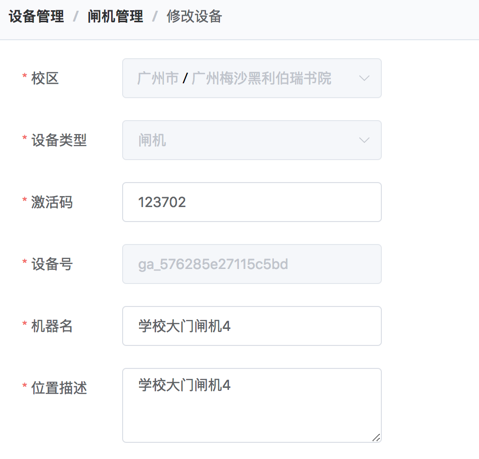 设备管理 / 闸机管理 / 修改设备
* 校区 广州市 / 广州梅沙黑利伯瑞书院
* 设备类型 闸机
* 激活码 123702
* 设备号 ga_576285e27115c5bd
* 机器名 学校大门闸机4
* 位置描述 学校大门闸机4